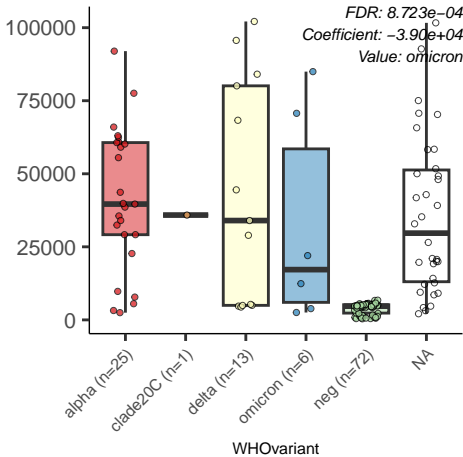 FDR: 8.723e−04
Coefficient: −3.90e+04
Value: omicron
100000
75000
50000
25000
0
alpha (n=25)
clade20C (n=1)
delta (n=13)
omicron (n=6)
neg (n=72)
NA
WHOvariant